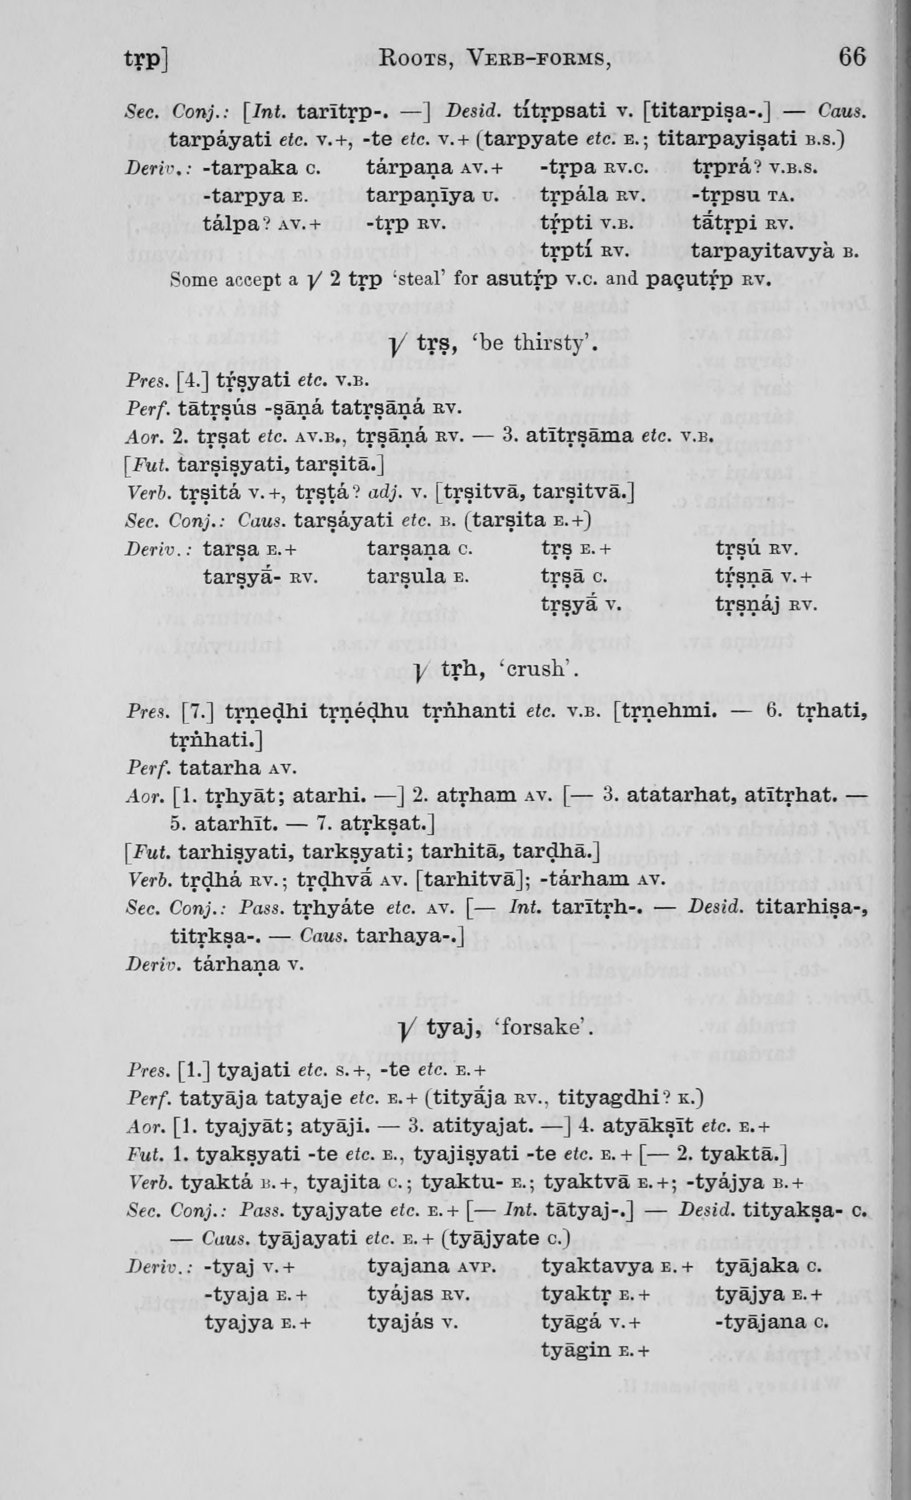 tṛp] Roots, Verb-forms, 66
Sec. Conj.: [Int. tarītṛp-. —] Desid. títṛpsati v. [titarpiṣa-.] — Caus.
tarpáyati etc. v.+, -te etc. v.+ (tarpyate etc. E.; titarpayiṣati B.S.)
Deriv.: -tarpaka C. tárpaṇa AV.+ -tṛpa RV.C. tṛprá? V.B.S.
-tarpya E. tarpaṇīya U. tṛpála RV. -tṛpsu TA.
tálpa? AV.+ -tṛp RV. tṛ́pti V.B. tā́tṛpi RV.
tṛptí RV. tarpayitavyà B.
Some accept a √ 2 tṛp ‘steal’ for asutṛ́p V.C. and paçutṛ́p RV.
√ tṛṣ, ‘be thirsty’.
Pres. [4.] tṛ́ṣyati etc. V.B.
Perf. tātṛṣús -ṣāṇá tatṛṣāṇá RV.
Aor. 2. tṛṣat etc. AV.B., tṛṣāṇá RV. — 3. atītṛṣāma etc. V.B.
[Fut. tarṣiṣyati, tarṣitā.]
Verb. tṛṣitá V.+, tṛṣṭá? adj. V. [tṛṣitvā, tarṣitvā.]
Sec. Conj.: Caus. tarṣáyati etc. B. (tarṣita E.+)
Deriv.: tarṣa E.+ tarṣaṇa C. tṛṣ E.+ tṛṣú RV.
tarṣyā́- RV. tarṣula E. tṛṣā C. tṛ́ṣṇā V.+
tṛṣyā́ V. tṛṣṇáj RV.
√ tṛh, ‘crush’.
Pres. [7.] tṛṇeḍhi tṛṇéḍhu tṛṅhanti etc. V.B. [tṛṇehmi. — 6. tṛhati,
tṛṅhati.]
Perf. tatarha AV.
Aor. [1. tṛhyāt; atarhi. —] 2. atṛham AV. [— 3. atatarhat, atītṛhat. —
5. atarhīt. — 7. atṛkṣat.]
[Fut. tarhiṣyati, tarkṣyati; tarhitā, tarḍhā.]
Verb. tṛḍhá RV.; tṛḍhvā́ AV. [tarhitvā]; -tárham AV.
Sec. Conj.: Pass. tṛhyáte etc. AV. [— Int. tarītṛh-. — Desid. titarhiṣa-,
titṛkṣa-. — Caus. tarhaya-.]
Deriv. tárhaṇa V.
√ tyaj, ‘forsake’.
Pres. [1.] tyajati etc. S.+, -te etc. E.+
Perf. tatyāja tatyaje etc. E.+ (tityā́ja RV., tityagdhi? K.)
Aor. [1. tyajyāt; atyāji. — 3. atityajat. —] 4. atyākṣīt etc. E.+
Fut. 1. tyakṣyati -te etc. E., tyajiṣyati -te etc. E.+ [— 2. tyaktā.]
Verb. tyaktá B.+, tyajita C.; tyaktu- E.; tyaktvā E.+; -tyájya B.+
Sec. Conj.: Pass. tyajyate etc. E.+ [— Int. tātyaj-.] — Desid. tityakṣa- C.
— Caus. tyājayati etc. E.+ (tyājyate C.)
Deriv.: -tyaj V.+ tyajana AVP. tyaktavya E.+ tyājaka C.
-tyaja E.+ tyájas RV. tyaktṛ E.+ tyājya E.+
tyajya E.+ tyajás V. tyāgá V.+ -tyājana C.
tyāgin E.+